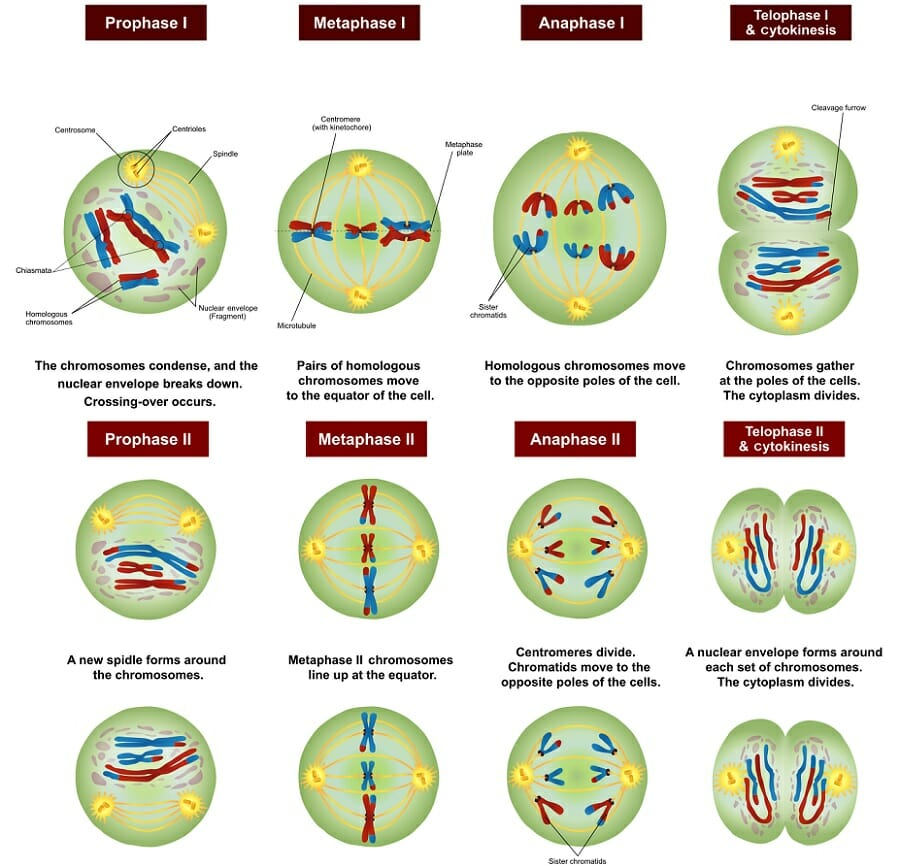 Prophase I
Metaphase I
Anaphase I
Telophase I
& cytokinesis
Cleavage furrow
Centrosome
Centrioles
Spindle
Centromere
(with kinetochore)
Metaphase
plate
Chiasmata
Homologous
chromosomes
Nuclear envelope
(Fragment)
Microtubule
Sister
chromatids
The chromosomes condense, and the
nuclear envelope breaks down.
Crossing-over occurs.
Pairs of homologous
chromosomes move
to the equator of the cell.
Homologous chromosomes move
to the opposite poles of the cell.
Chromosomes gather
at the poles of the cells.
The cytoplasm divides.
Prophase II
Metaphase II
Anaphase II
Telophase II
& cytokinesis
A new spidle forms around
the chromosomes.
Metaphase II chromosomes
line up at the equator.
Centromeres divide.
Chromatids move to the
opposite poles of the cells.
A nuclear envelope forms around
each set of chromosomes.
The cytoplasm divides.
Sister chromatids